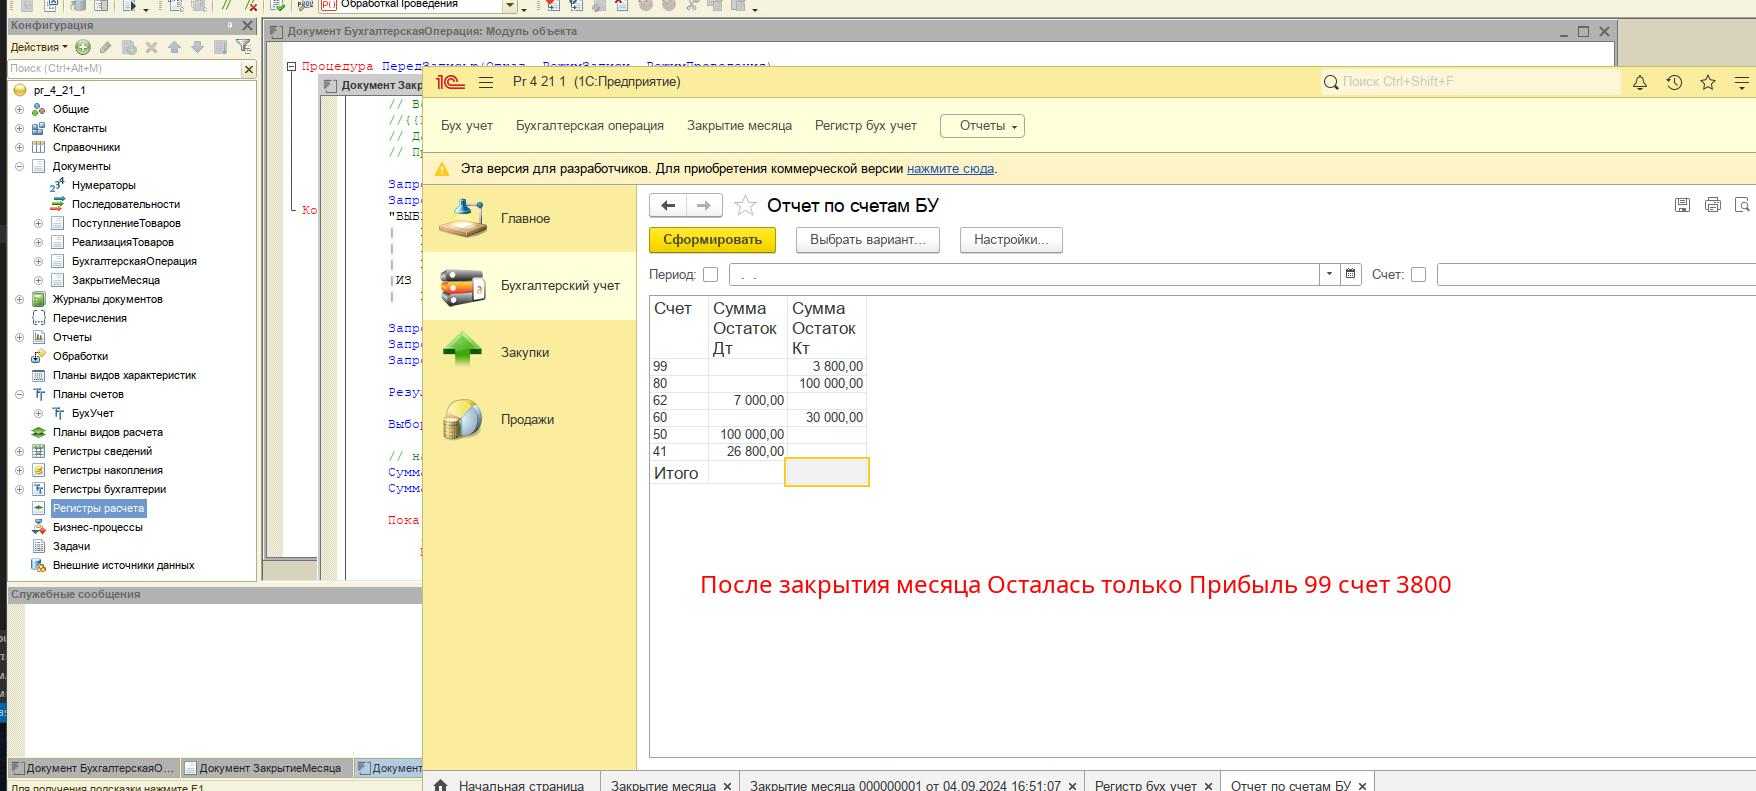 ОбработкаПроведения
Конфигурация
Действия
Поиск (Ctrl+Alt+M)
pr_4_21_1
Общие
Константы
Справочники
Документы
Нумераторы
Последовательности
ПоступлениеТоваров
РеализацияТоваров
БухгалтерскаяОперация
ЗакрытиеМесяца
Журналы документов
Перечисления
Отчеты
Обработки
Планы видов характеристик
Планы счетов
БухУчет
Планы видов расчета
Регистры сведений
Регистры накопления
Регистры бухгалтерии
Регистры расчета
Бизнес-процессы
Задачи
Внешние источники данных
Служебные сообщения
Документ БухгалтерскаяОперация: Модуль объекта
Процедура
|ИЗ
Пока
Pr 4 21 1 (1С:Предприятие)
Поиск Ctrl+Shift+F
Бух учет Бухгалтерская операция Закрытие месяца Регистр бух учет Отчеты
Эта версия для разработчиков. Для приобретения коммерческой версии нажмите сюда.
Главное
Бухгалтерский учет
Закупки
Продажи
Отчет по счетам БУ
Сформировать Выбрать вариант... Настройки...
Период: . . Счет:
Счет Сумма Остаток Дт Сумма Остаток Кт
99 3 800,00
80 100 000,00
62 7 000,00
60 30 000,00
50 100 000,00
41 26 800,00
Итого
После закрытия месяца Осталась только Прибыль 99 счет 3800
Документ БухгалтерскаяО... Документ ЗакрытиеМесяца Документ
Начальная страница Закрытие месяца × Закрытие месяца 000000001 от 04.09.2024 16:51:07 × Регистр бух учет × Отчет по счетам БУ ×
Для получения подсказки нажмите F1